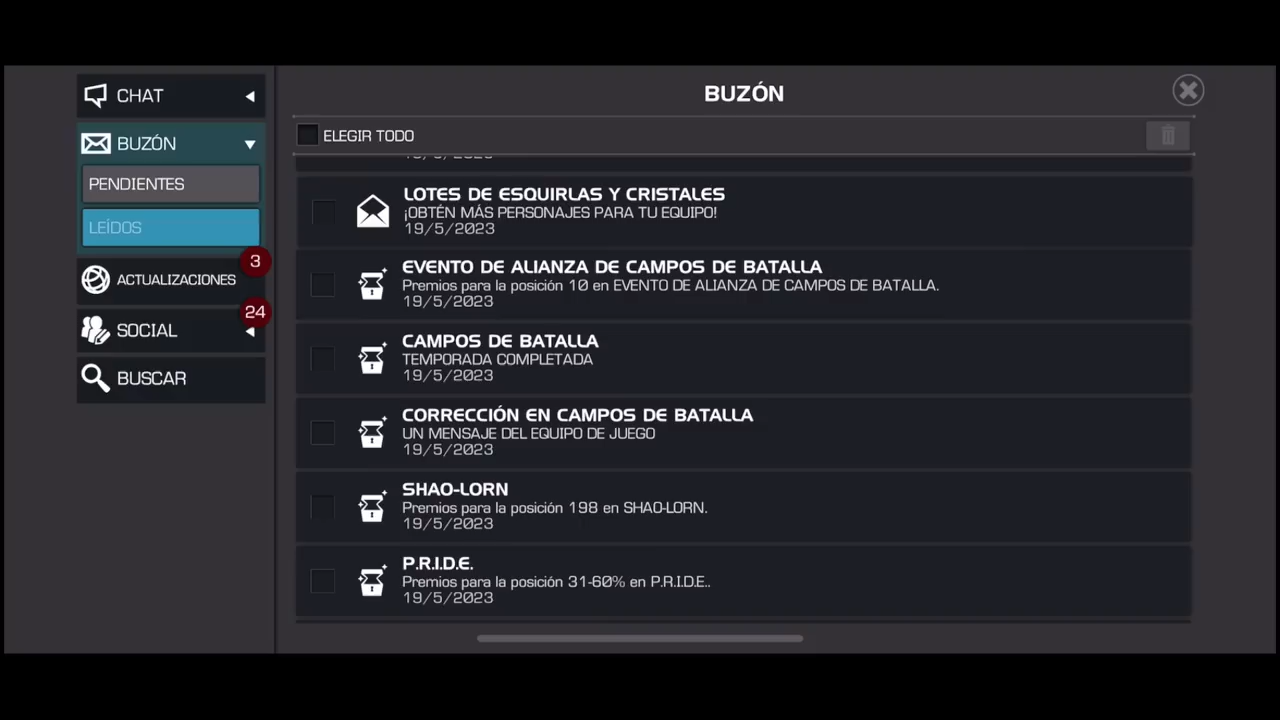 CHAT
BUZÓN
PENDIENTES
LEÍDOS
3
ACTUALIZACIONES
24
SOCIAL
BUSCAR
BUZÓN
ELEGIR TODO
LOTES DE ESQUIRLAS Y CRISTALES
¡OBTÉN MÁS PERSONAJES PARA TU EQUIPO!
19/5/2023
EVENTO DE ALIANZA DE CAMPOS DE BATALLA
Premios para la posición 10 en EVENTO DE ALIANZA DE CAMPOS DE BATALLA.
19/5/2023
CAMPOS DE BATALLA
TEMPORADA COMPLETADA
19/5/2023
CORRECCIÓN EN CAMPOS DE BATALLA
UN MENSAJE DEL EQUIPO DE JUEGO
19/5/2023
SHAO-LORN
Premios para la posición 198 en SHAO-LORN.
19/5/2023
P.R.I.D.E.
Premios para la posición 31-60% en P.R.I.D.E..
19/5/2023